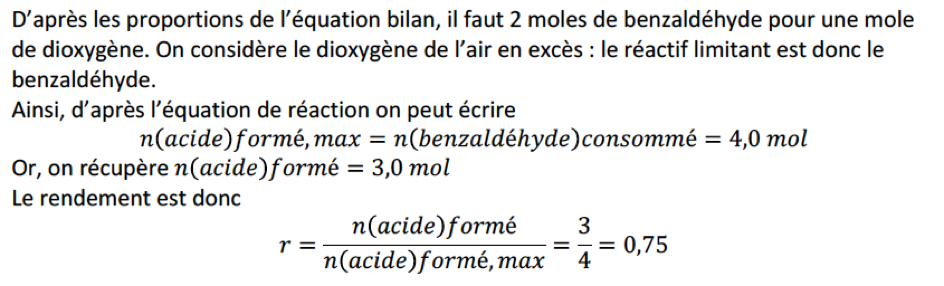 D’après les proportions de l’équation bilan, il faut 2 moles de benzaldéhyde pour une mole
de dioxygène. On considère le dioxygène de l’air en excès : le réactif limitant est donc le
benzaldéhyde.
Ainsi, d’après l’équation de réaction on peut écrire
n(acide)formé, max = n(benzaldéhyde)consommé = 4,0 mol
Or, on récupère n(acide)formé = 3,0 mol
Le rendement est donc
r = n(acide)formé / n(acide)formé, max = 3 / 4 = 0,75